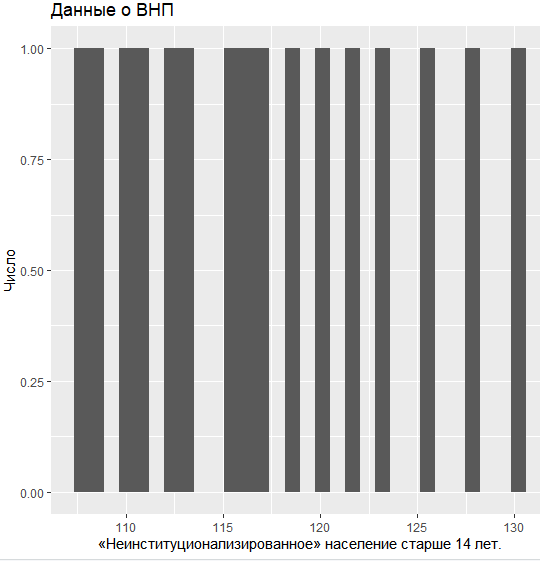 Данные о ВНП
1.00
0.75
0.50
0.25
0.00
Число
110 115 120 125 130
«Неинституционализированное» население старше 14 лет.